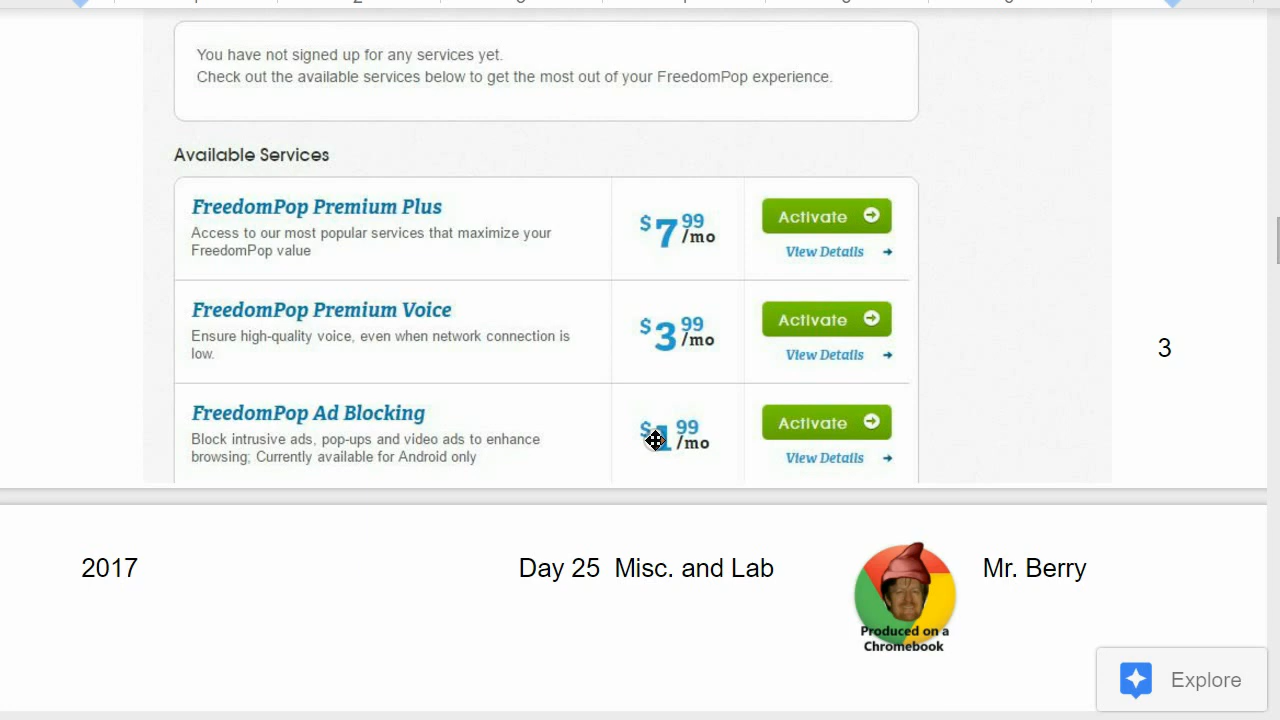 You have not signed up for any services yet.
Check out the available services below to get the most out of your FreedomPop experience.
Available Services
FreedomPop Premium Plus
Access to our most popular services that maximize your
FreedomPop value
$7 99 /mo
Activate
View Details
FreedomPop Premium Voice
Ensure high-quality voice, even when network connection is
low.
$3 99 /mo
Activate
View Details
3
FreedomPop Ad Blocking
Block intrusive ads, pop-ups and video ads to enhance
browsing; Currently available for Android only
$1 99 /mo
Activate
View Details
2017
Day 25 Misc. and Lab
Mr. Berry
Produced on a
Chromebook
Explore